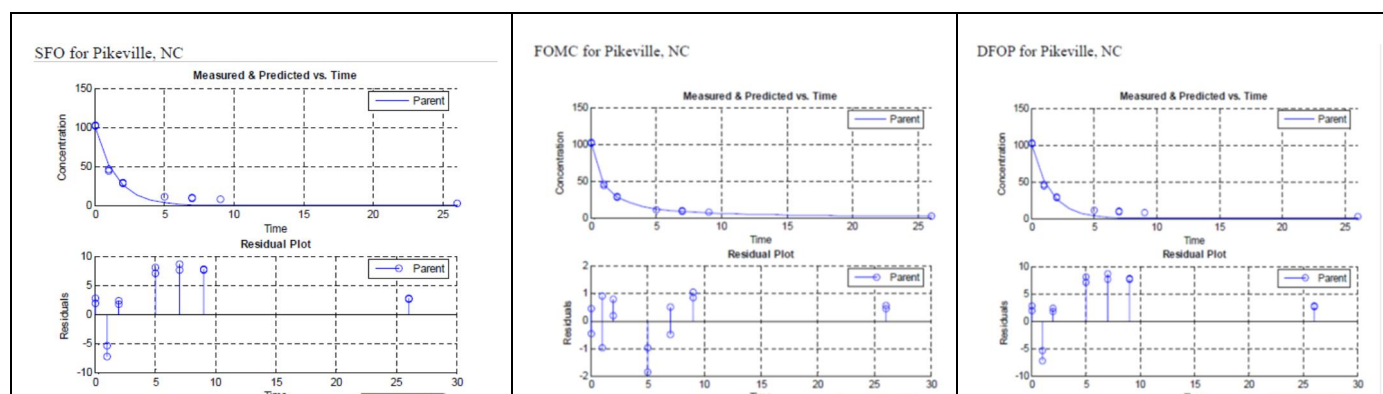 SFO for Pikeville, NC
Measured & Predicted vs. Time
150
100
50
0
Concentration
Parent
0 5 10 15 20 25
Time
Residual Plot
10
5
0
-5
-10
Residuals
Parent
0 5 10 15 20 25 30
Time
FOMC for Pikeville, NC
Measured & Predicted vs. Time
150
100
50
0
Concentration
Parent
0 5 10 15 20 25
Time
Residual Plot
2
1
0
-1
-2
Residuals
Parent
0 5 10 15 20 25 30
Time
DFOP for Pikeville, NC
Measured & Predicted vs. Time
150
100
50
0
Concentration
Parent
0 5 10 15 20 25
Time
Residual Plot
10
5
0
-5
-10
Residuals
Parent
0 5 10 15 20 25 30
Time